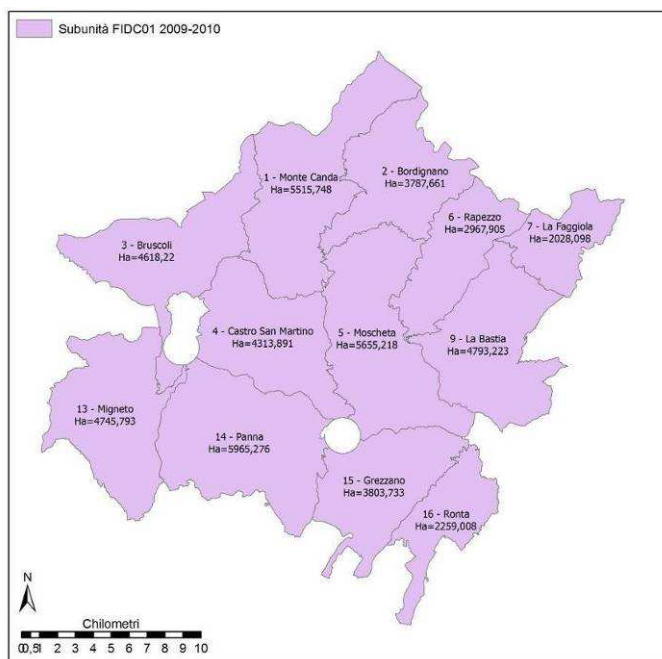 Subunità FIDC01 2009-2010
1 - Monte Canda
Ha=5515,748
2 - Bordignano
Ha=3787,661
6 - Rapezzo
Ha=2967,905
7 - La Faggiola
Ha=2028,098
3 - Bruscoli
Ha=4618,22
4 - Castro San Martino
Ha=4313,891
5 - Moscheta
Ha=5655,218
9 - La Bastia
Ha=4793,223
13 - Migneto
Ha=4745,793
14 - Panna
Ha=5965,276
15 - Grezzano
Ha=3803,733
16 - Ronta
Ha=2259,008
N
Chilometri
0 0,5 1 2 3 4 5 6 7 8 9 10